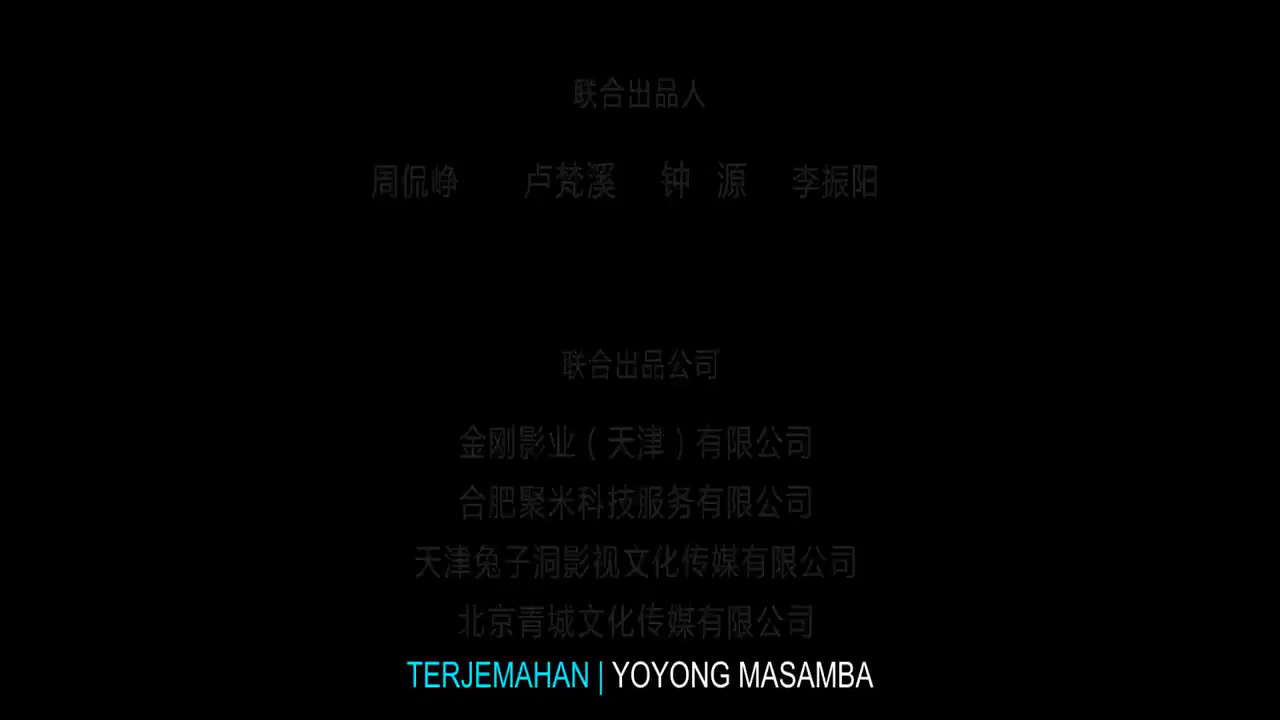 联合出品人
周侃峥 卢梵溪 钟 源 李振阳
联合出品公司
金刚影业（天津）有限公司
合肥聚米科技服务有限公司
天津兔子洞影视文化传媒有限公司
北京青城文化传媒有限公司
TERJEMAHAN | YOYONG MASAMBA